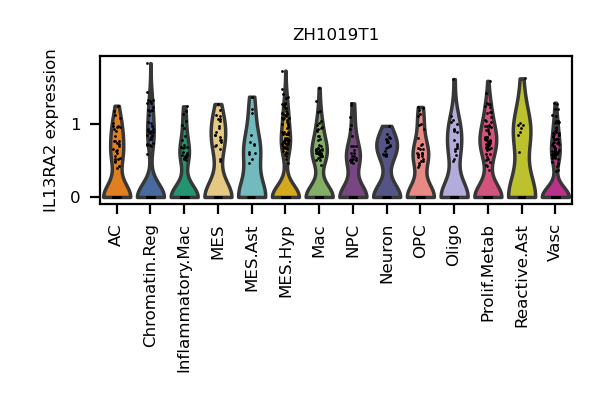 ZH1019T1
IL13RA2 expression
1
0
AC
Chromatin.Reg
Inflammatory.Mac
MES
MES.Ast
MES.Hyp
Mac
NPC
Neuron
OPC
Oligo
Prolif.Metab
Reactive.Ast
Vasc